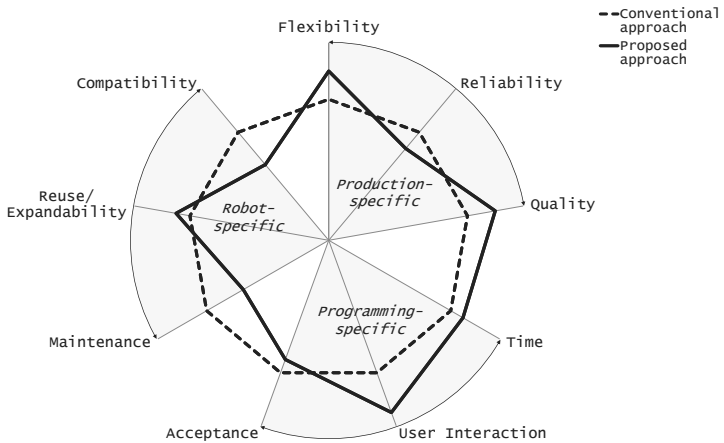 Flexibility
Conventional
approach
Proposed
approach
Compatibility
Reliability
Production-
specific
Reuse/
Expandability
Robot-
specific
Quality
Programming-
specific
Maintenance
Time
Acceptance
User Interaction